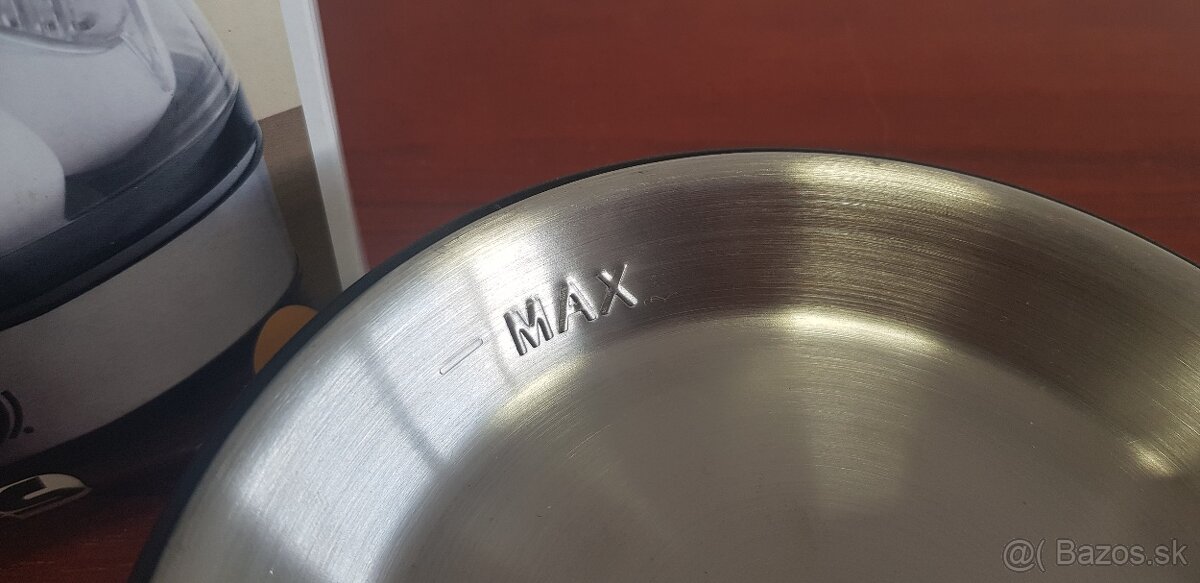 — MAX
@( Bazos.sk